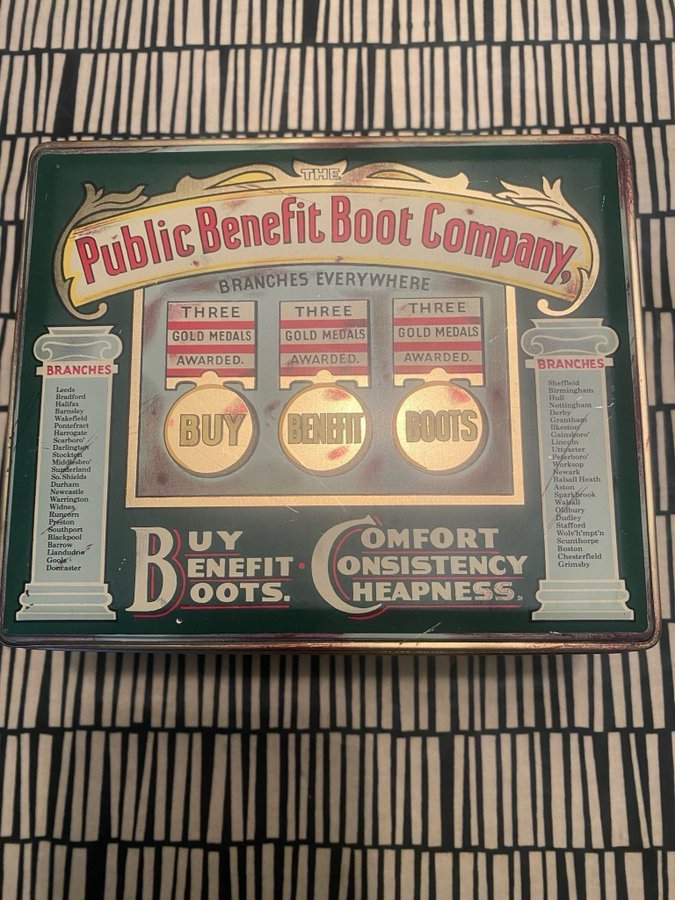 THE
Public Benefit Boot Company,
BRANCHES EVERYWHERE
THREE
GOLD MEDALS
AWARDED.
BUY
THREE
GOLD MEDALS
AWARDED.
BENEFIT
THREE
GOLD MEDALS
AWARDED.
BOOTS
BRANCHES
Leeds
Bradford
Halifax
Barnsley
Wakefield
Pontefract
Harrogate
Scarboro'
Darlington
Stockton
Middlesbro'
Sunderland
So. Shields
Durham
Newcastle
Warrington
Widnes
Runcorn
Preston
Southport
Blackpool
Barrow
Llandudno
Goole
Doncaster
BRANCHES
Sheffield
Birmingham
Hull
Nottingham
Derby
Grantham
Ilkeston
Gainsboro'
Lincoln
Uttoxeter
Peterboro'
Worksop
Newark
Balsall Heath
Aston
Sparkbrook
Walsall
Oldbury
Dudley
Stafford
Wolv'h'mpt'n
Scunthorpe
Boston
Chesterfield
Grimsby
BUY
BENEFIT
BOOTS.
COMFORT
CONSISTENCY
CHEAPNESS.